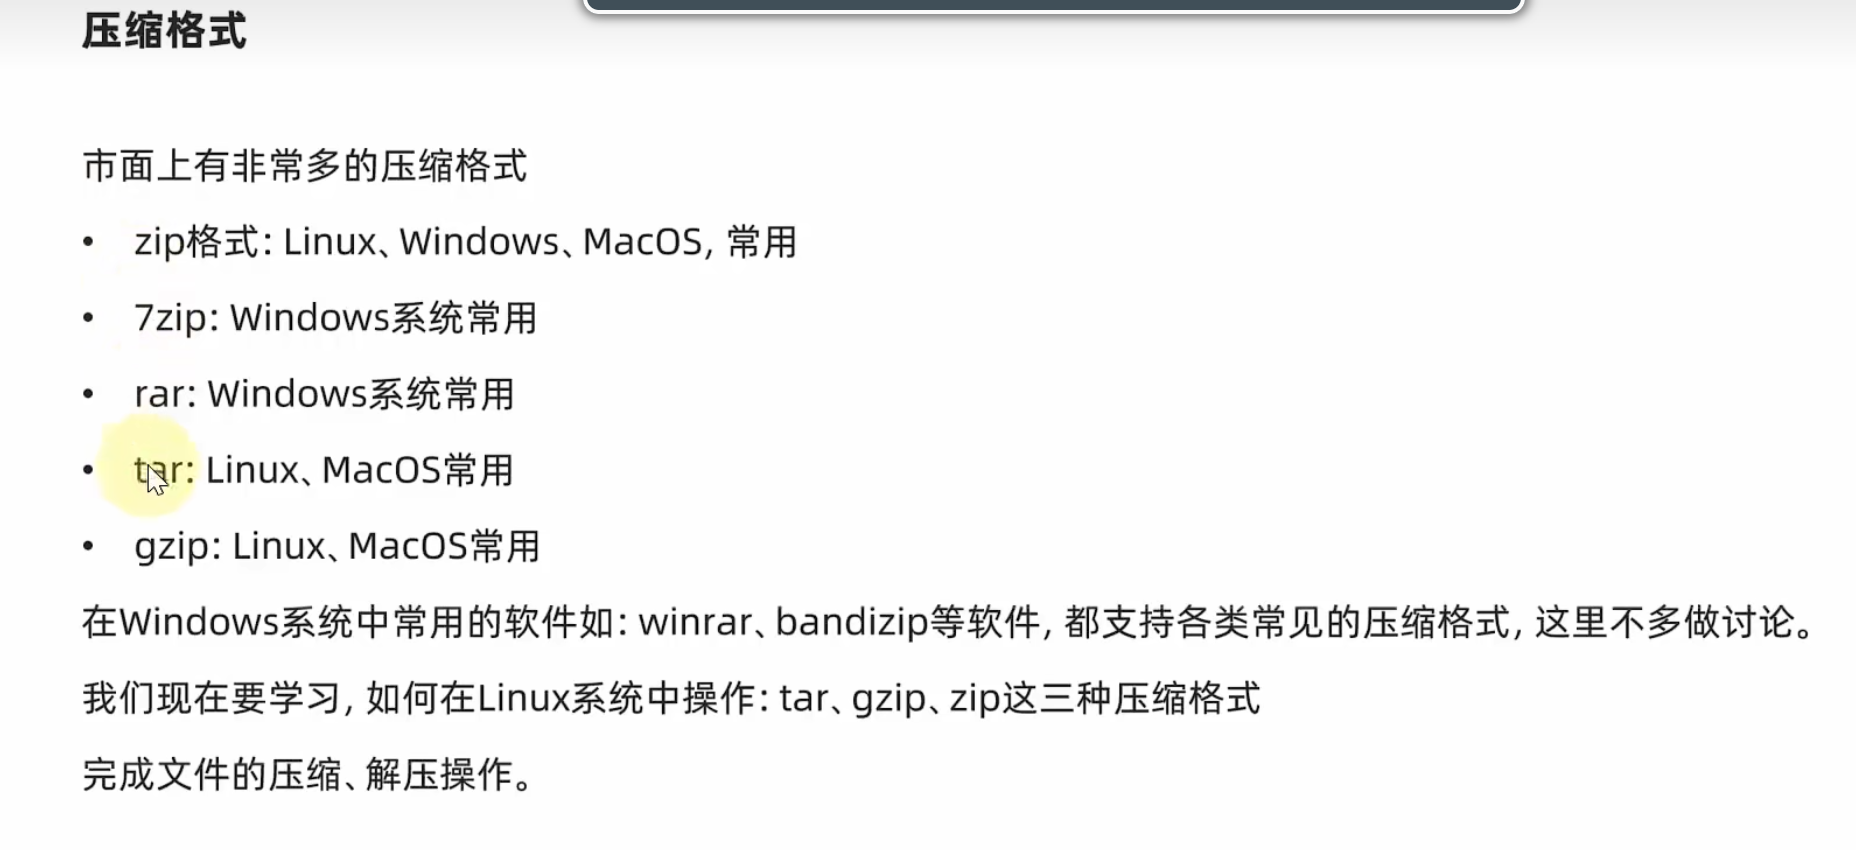 压缩格式
市面上有非常多的压缩格式
• zip格式: Linux、Windows、MacOS, 常用
• 7zip: Windows系统常用
• rar: Windows系统常用
• tar: Linux、MacOS常用
• gzip: Linux、MacOS常用
在Windows系统中常用的软件如: winrar、bandizip等软件, 都支持各类常见的压缩格式, 这里不多做讨论。
我们现在要学习, 如何在Linux系统中操作: tar、gzip、zip这三种压缩格式
完成文件的压缩、解压操作。